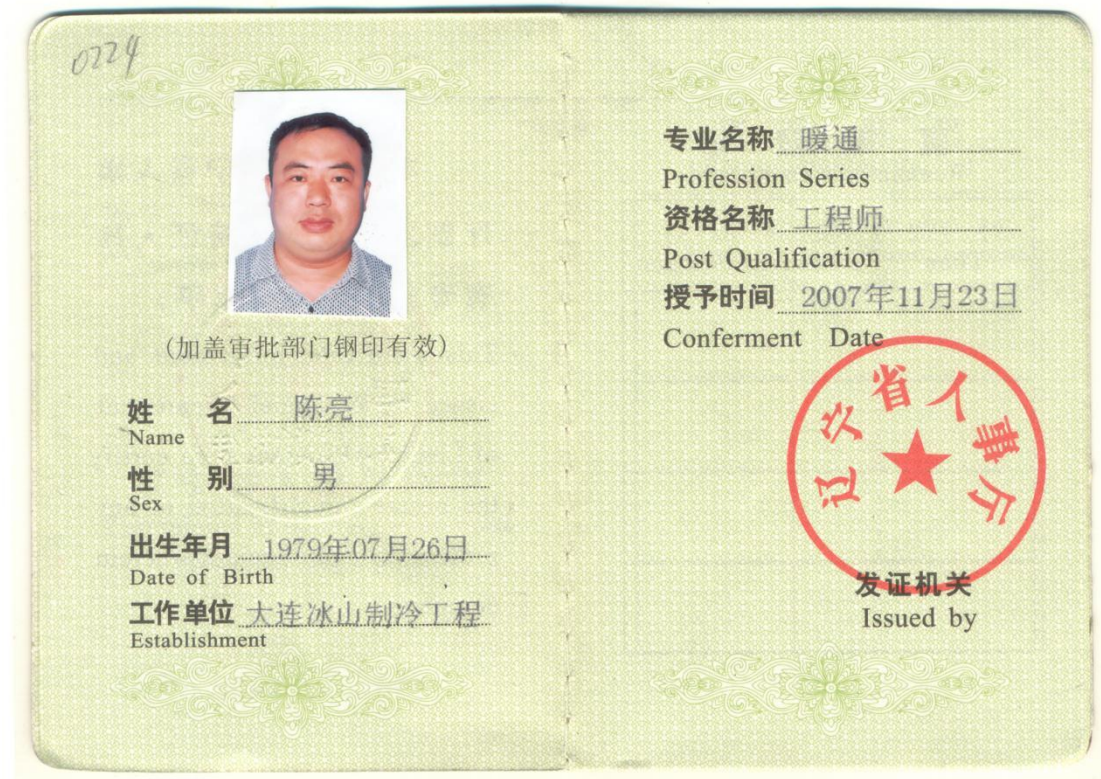 0224
(加盖审批部门钢印有效)
姓 名 陈亮
Name
性 别 男
Sex
出生年月 1979年07月26日
Date of Birth
工作单位 大连冰山制冷工程
Establishment
专业名称 暖通
Profession Series
资格名称 工程师
Post Qualification
授予时间 2007年11月23日
Conferment Date
辽宁省人事厅
发证机关
Issued by